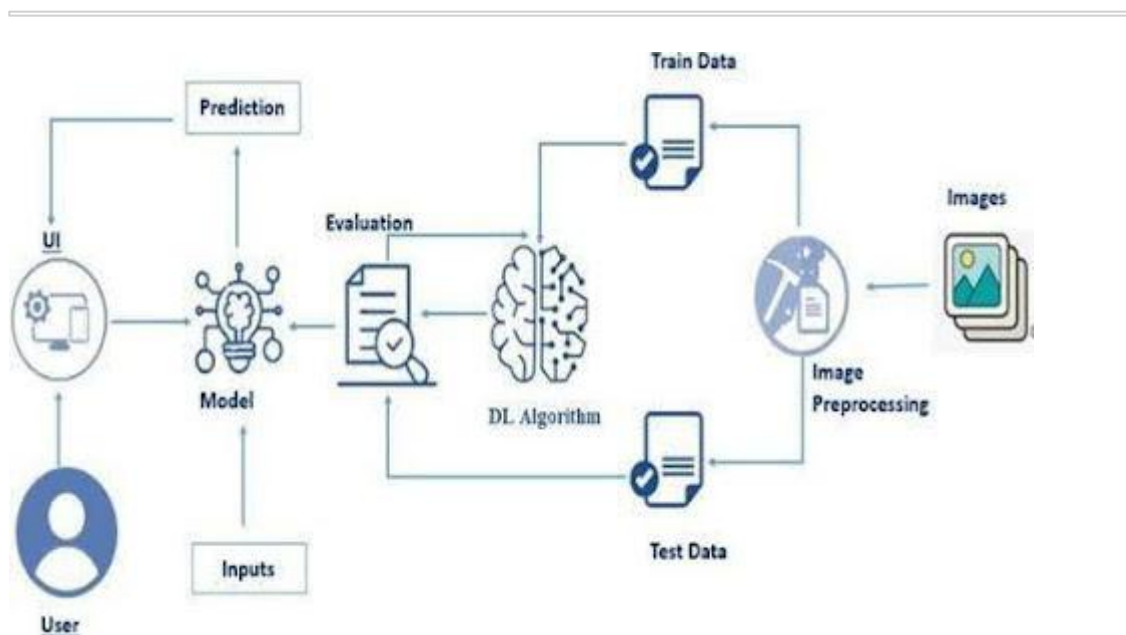 Train Data
Prediction
Images
Evaluation
UI
Image
Preprocessing
Model
DL Algorithm
Test Data
Inputs
User